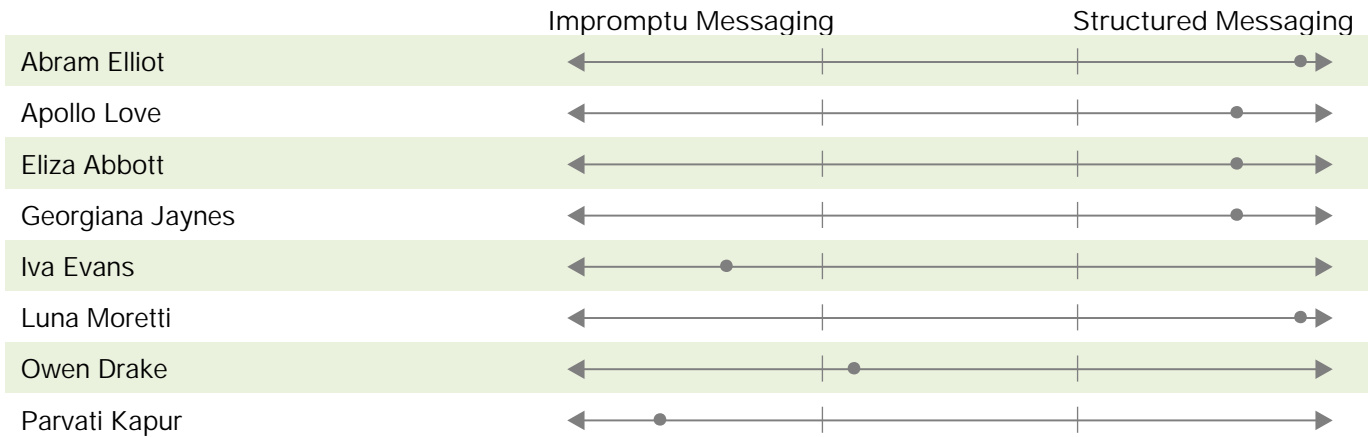 Impromptu Messaging Structured Messaging
Abram Elliot
Apollo Love
Eliza Abbott
Georgiana Jaynes
Iva Evans
Luna Moretti
Owen Drake
Parvati Kapur